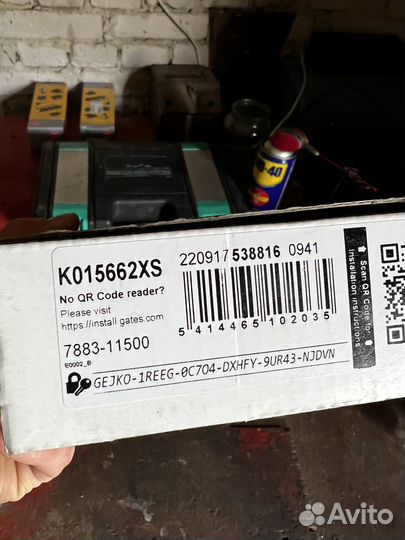 WD-40
K015662XS
220917 538816 0941
No QR Code reader?
Please visit
https://install gates.com
5 414465 102035
Scan QR Code for
Installation instructions
7883-11500
E0002_B
GEJKO-1REEG-0C7O4-DXHFY-9UR43-NJDVN
Avito